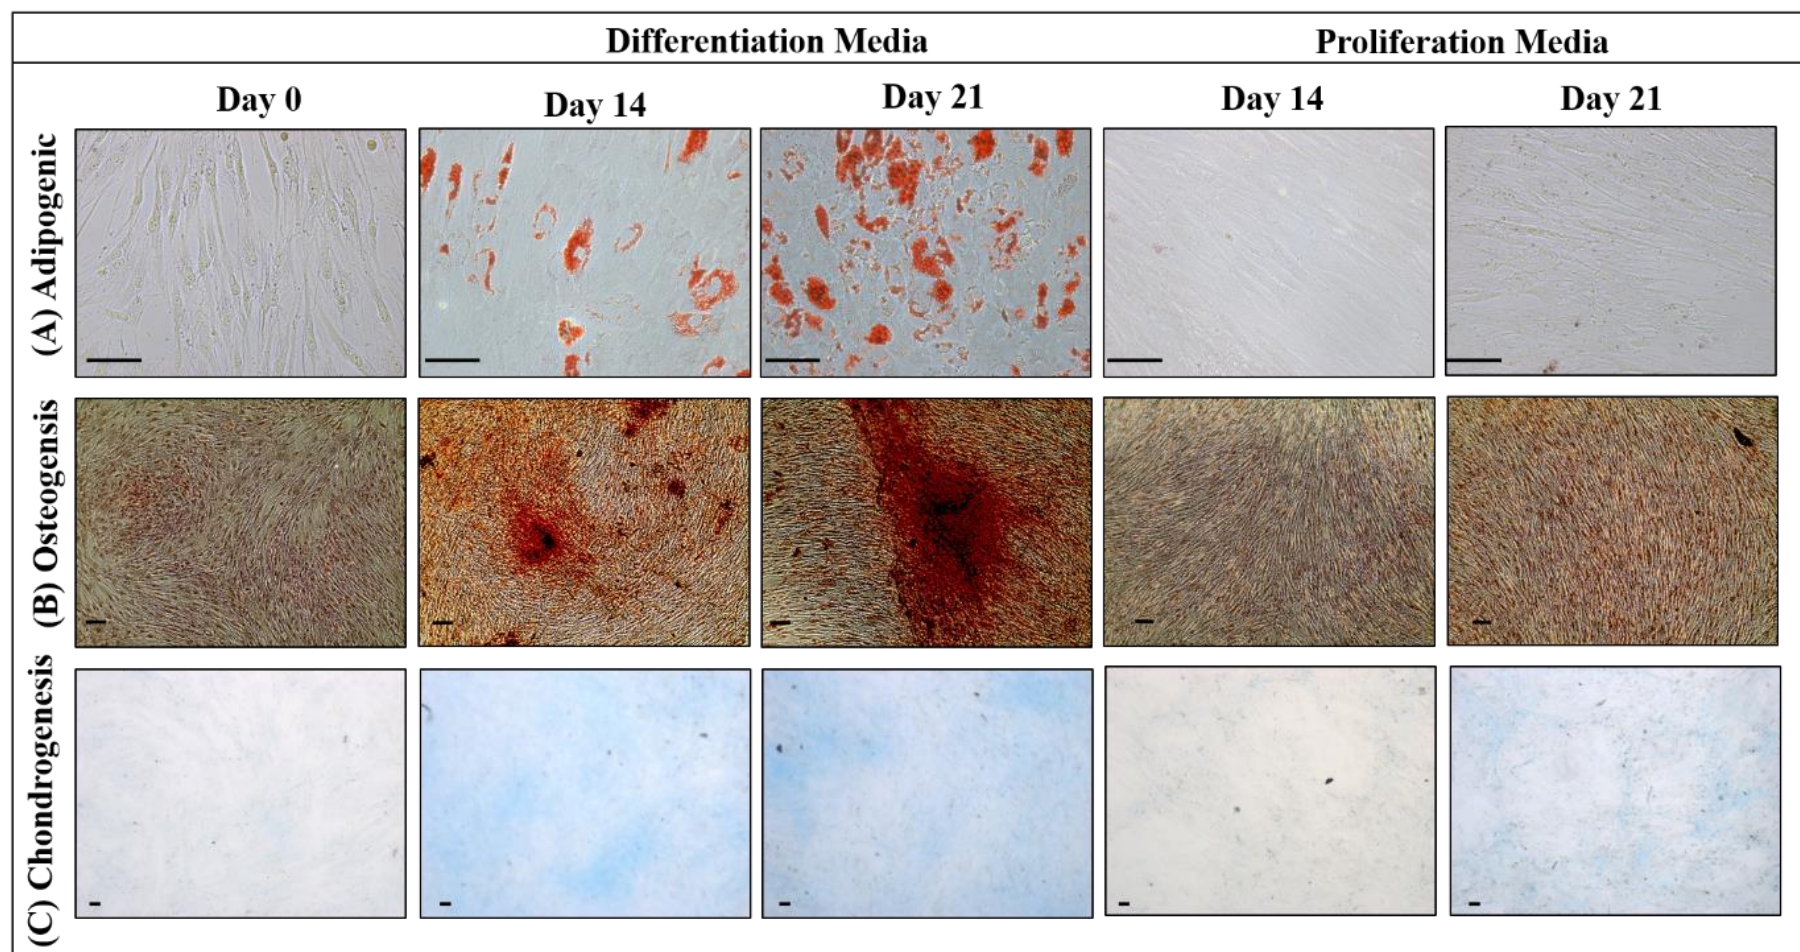 Differentiation Media
Proliferation Media
Day 0
Day 14
Day 21
Day 14
Day 21
(A) Adipogenic
(B) Osteogensis
(C) Chondrogenesis